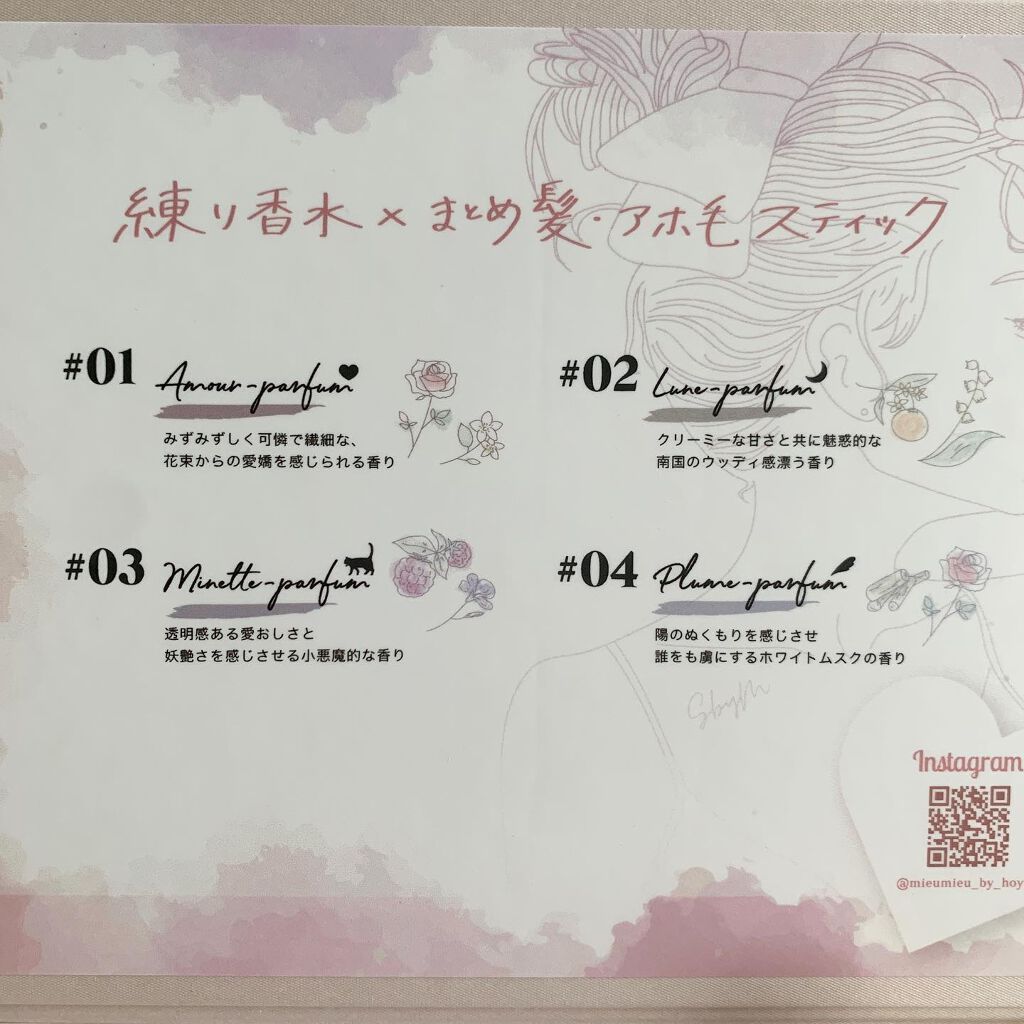 練り香水×まとめ髪・アホ毛スティック
#01 Amour-parfum
みずみずしく可憐で繊細な、
花束からの愛嬌を感じられる香り
#02 Lune-parfum
クリーミーな甘さと共に魅惑的な
南国のウッディ感漂う香り
#03 Minette-parfum
透明感ある愛おしさと
妖艶さを感じさせる小悪魔的な香り
#04 Plume-parfum
陽のぬくもりを感じさせ
誰をも虜にするホワイトムスクの香り
Instagram
@mieumieu_by_hoy